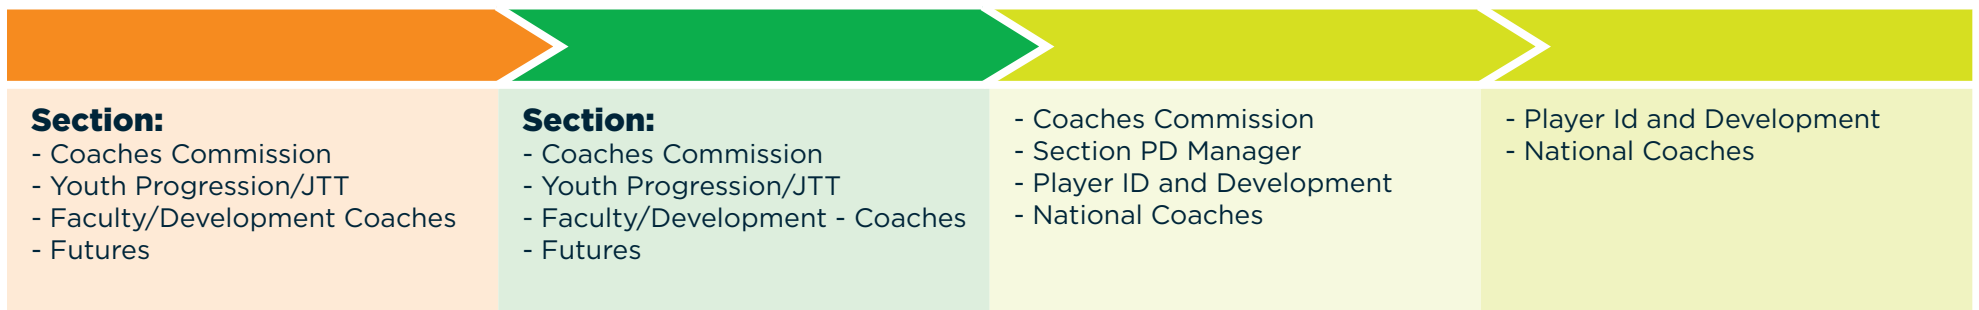 Section:
- Coaches Commission
- Youth Progression/JTT
- Faculty/Development Coaches
- Futures
Section:
- Coaches Commission
- Youth Progression/JTT
- Faculty/Development - Coaches
- Futures
- Coaches Commission
- Section PD Manager
- Player ID and Development
- National Coaches
- Player Id and Development
- National Coaches